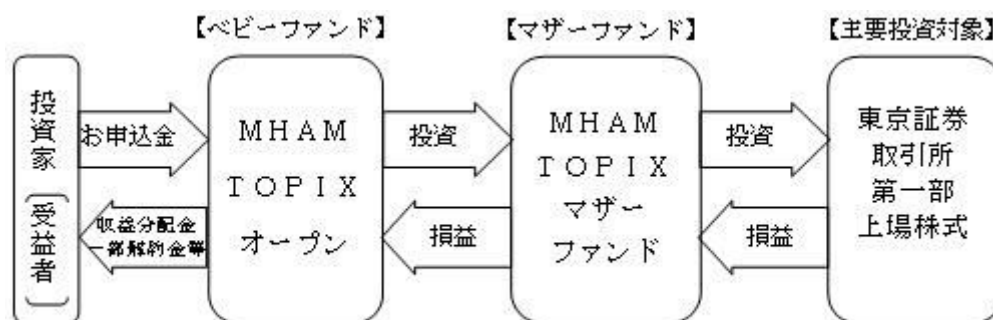 【ベビーファンド】
【マザーファンド】
【主要投資対象】
投資家
（受益者）
お申込金
収益分配金
一部解約金等
ＭＨＡＭ
ＴＯＰＩＸ
オープン
投資
損益
ＭＨＡＭ
ＴＯＰＩＸ
マザー
ファンド
投資
損益
東京証券
取引所
第一部
上場株式